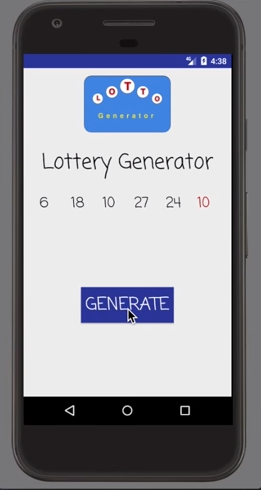 4:38
LOTTO
Generator
Lottery Generator
6 18 10 27 24 10
GENERATE